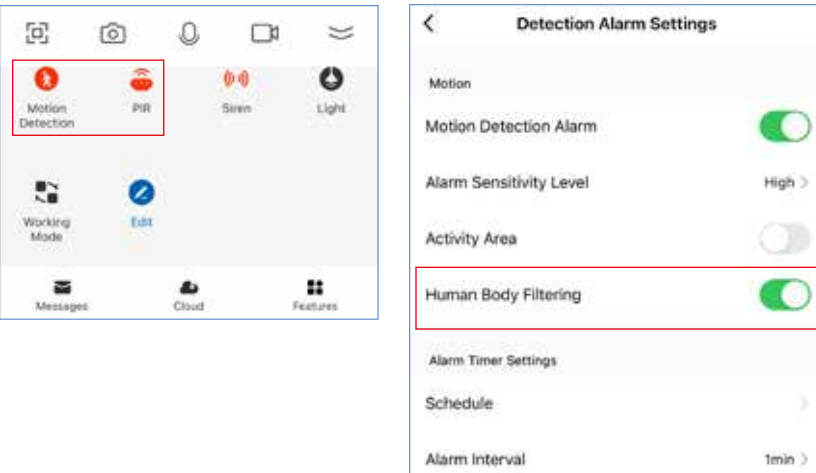 Motion
Detection
PIR
Siren
Light
Working
Mode
Edit
Messages
Cloud
Features
Detection Alarm Settings
Motion
Motion Detection Alarm
Alarm Sensitivity Level High
Activity Area
Human Body Filtering
Alarm Timer Settings
Schedule
Alarm Interval 1min